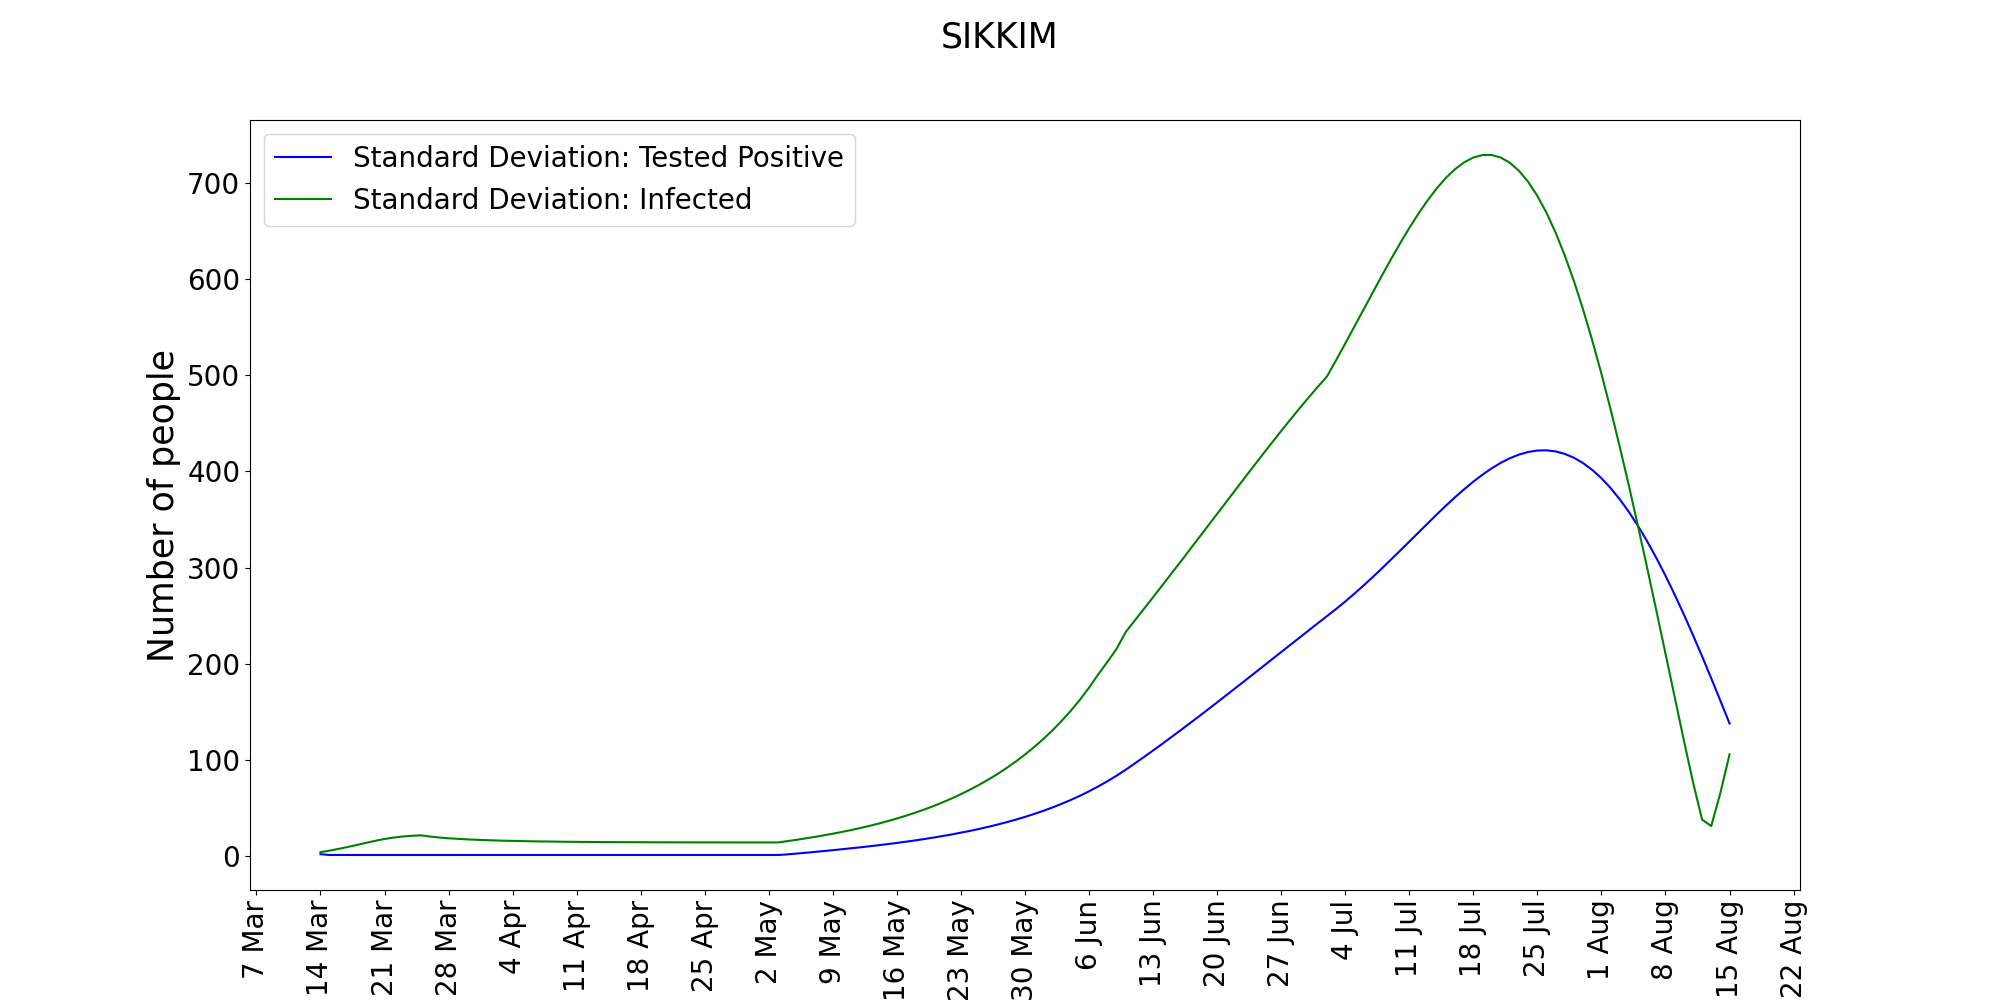 SIKKIM
Standard Deviation: Tested Positive
Standard Deviation: Infected
Number of people
700
600
500
400
300
200
100
0
7 Mar
14 Mar
21 Mar
28 Mar
4 Apr
11 Apr
18 Apr
25 Apr
2 May
9 May
16 May
23 May
30 May
6 Jun
13 Jun
20 Jun
27 Jun
4 Jul
11 Jul
18 Jul
25 Jul
1 Aug
8 Aug
15 Aug
22 Aug